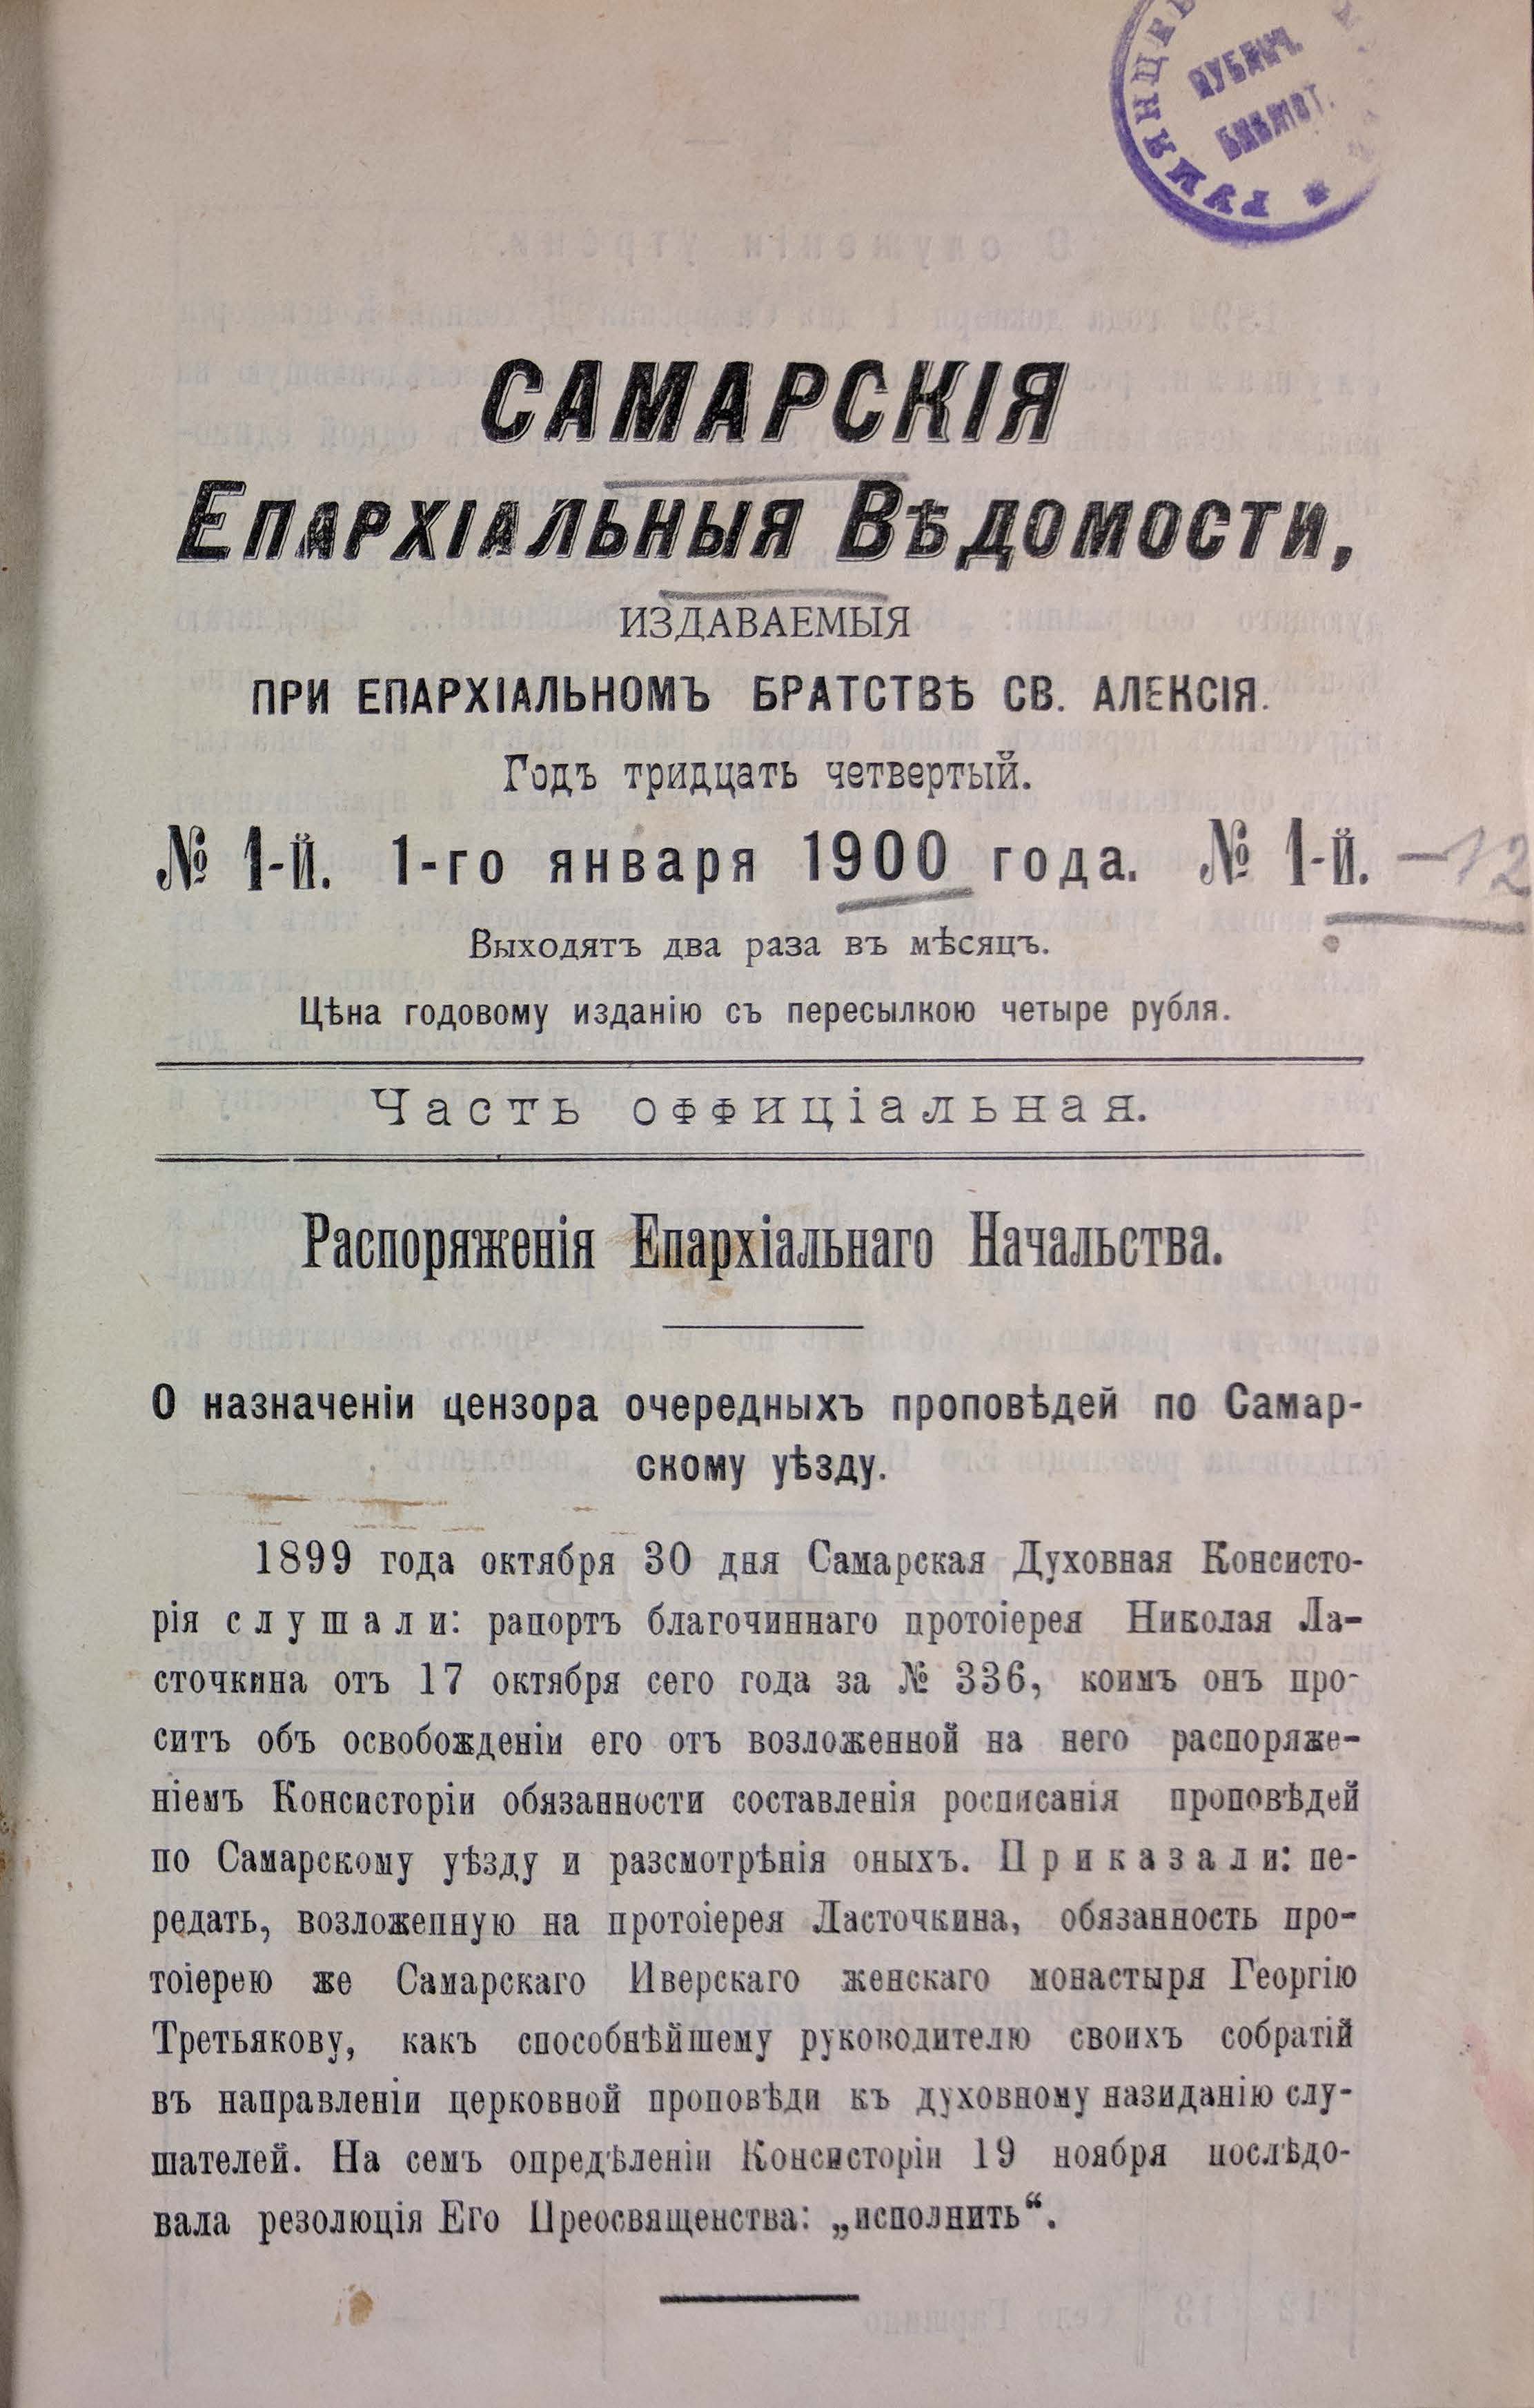 ПУБЛИЧ.
БИБЛІОТ.
САМАРСКІЯ
ЕПАРХІАЛЬНЫЯ ВѢДОМОСТИ,
ИЗДАВАЕМЫЯ
ПРИ ЕПАРХІАЛЬНОМЪ БРАТСТВѢ СВ. АЛЕКСІЯ.
Годъ тридцать четвертый.
№ 1-й. 1-го января 1900 года. № 1-й. —12
Выходятъ два раза въ мѣсяцъ.
Цѣна годовому изданію съ пересылкою четыре рубля.
Часть оффиціальная.
Распоряженія Епархіальнаго Начальства.
О назначеніи цензора очередныхъ проповѣдей по Самар-
скому уѣзду.
1899 года октября 30 дня Самарская Духовная Консисто-
рія слушали: рапортъ благочиннаго протоіерея Николая Ла-
сточкина отъ 17 октября сего года за № 336, коимъ онъ про-
ситъ объ освобожденіи его отъ возложенной на него распоряже-
ніемъ Консисторіи обязанности составленія росписанія проповѣдей
по Самарскому уѣзду и разсмотрѣнія оныхъ. Приказали: пе-
редать, возложенную на протоіерея Ласточкина, обязанность про-
тоіерею же Самарскаго Иверскаго женскаго монастыря Георгію
Третьякову, какъ способнѣйшему руководителю своихъ собратій
въ направленіи церковной проповѣди къ духовному назиданію слу-
шателей. На семъ опредѣленіи Консисторіи 19 ноября послѣдо-
вала резолюція Его Преосвященства: „исполнить“.